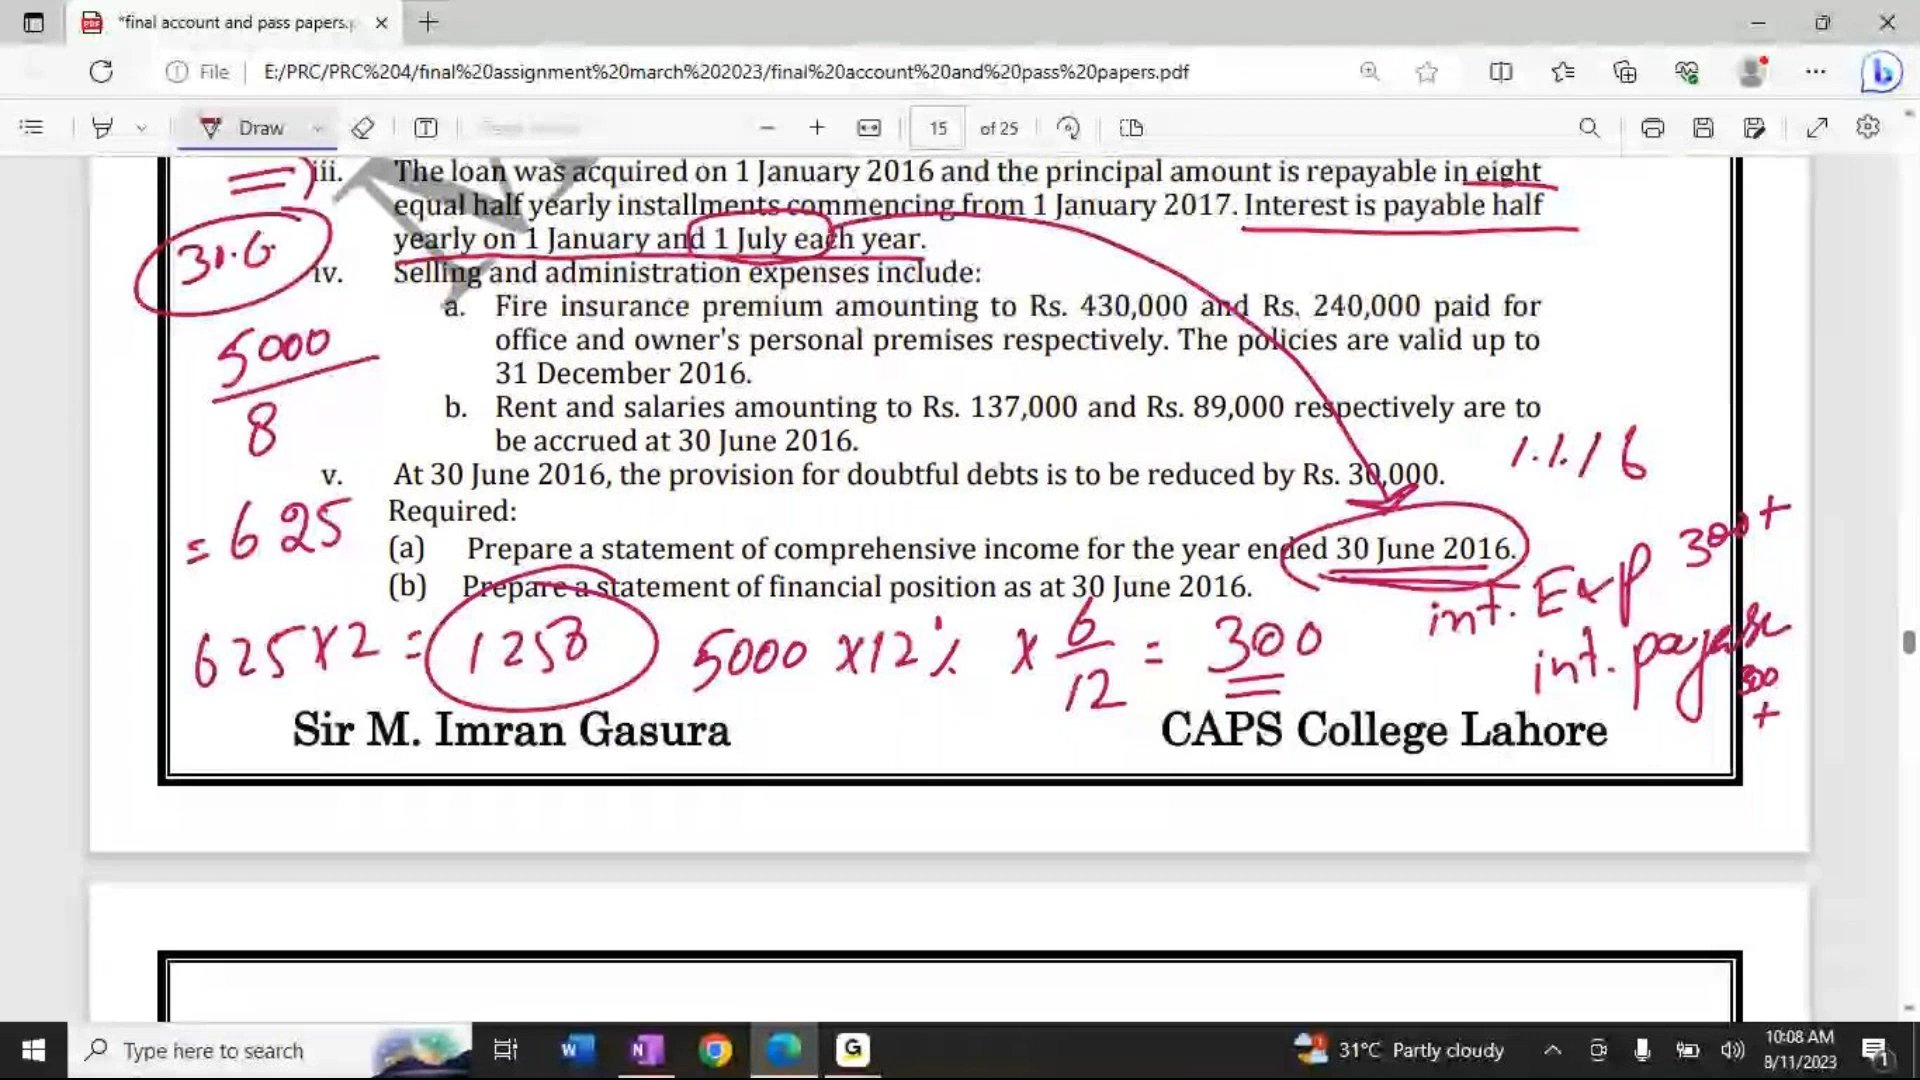 *final account and pass papers.
File E:/PRC/PRC%204/final%20assignment%20march%202023/final%20account%20and%20pass%20papers.pdf
Draw 15 of 25
iii. The loan was acquired on 1 January 2016 and the principal amount is repayable in eight
equal half yearly installments commencing from 1 January 2017. Interest is payable half
yearly on 1 January and 1 July each year.
31.6
iv. Selling and administration expenses include:
a. Fire insurance premium amounting to Rs. 430,000 and Rs. 240,000 paid for
office and owner's personal premises respectively. The policies are valid up to
31 December 2016.
5000
8
b. Rent and salaries amounting to Rs. 137,000 and Rs. 89,000 respectively are to
be accrued at 30 June 2016.
1.1.16
v. At 30 June 2016, the provision for doubtful debts is to be reduced by Rs. 30,000.
= 625
Required:
(a) Prepare a statement of comprehensive income for the year ended 30 June 2016.
(b) Prepare a statement of financial position as at 30 June 2016.
int. Exp 300+
625x2 = 1250 5000 x12% x 6/12 = 300
int. payable
300
+
Sir M. Imran Gasura CAPS College Lahore
Type here to search
31°C Partly cloudy
10:08 AM
8/11/2023
1